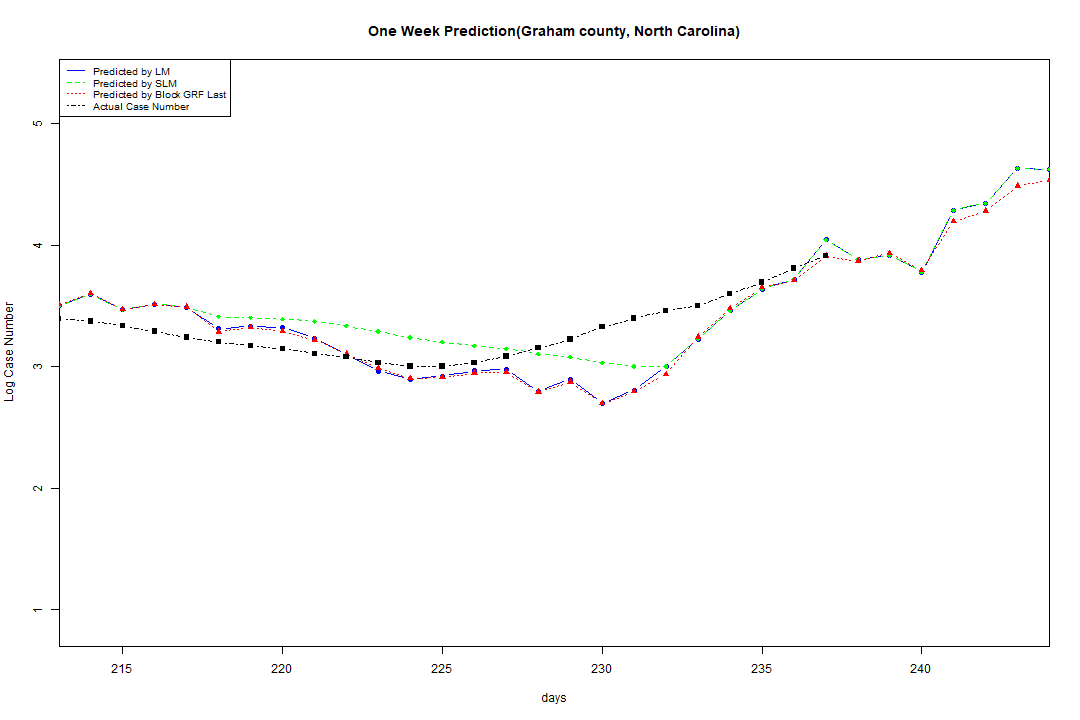 One Week Prediction(Graham county, North Carolina)
Predicted by LM
Predicted by SLM
Predicted by Block GRF Last
Actual Case Number
5
4
3
2
1
Log Case Number
215 220 225 230 235 240
days